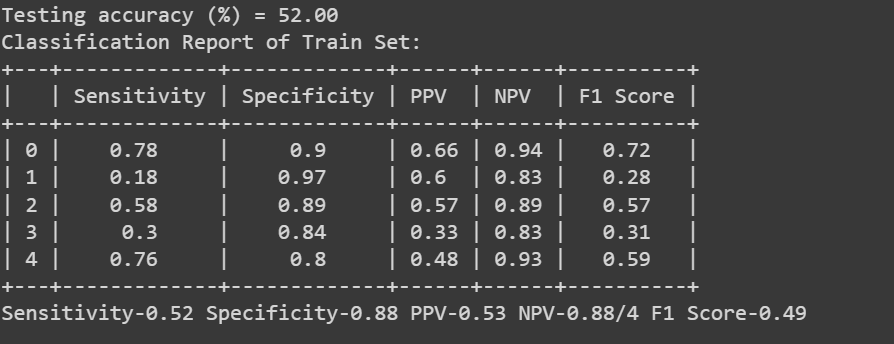 Testing accuracy (%) = 52.00
Classification Report of Train Set:
+---+-------------+-------------+------+------+----------+
|   | Sensitivity | Specificity | PPV  | NPV  | F1 Score |
+---+-------------+-------------+------+------+----------+
| 0 |    0.78     |     0.9     | 0.66 | 0.94 |   0.72   |
| 1 |    0.18     |    0.97     | 0.6  | 0.83 |   0.28   |
| 2 |    0.58     |    0.89     | 0.57 | 0.89 |   0.57   |
| 3 |     0.3     |    0.84     | 0.33 | 0.83 |   0.31   |
| 4 |    0.76     |     0.8     | 0.48 | 0.93 |   0.59   |
+---+-------------+-------------+------+------+----------+
Sensitivity-0.52 Specificity-0.88 PPV-0.53 NPV-0.88/4 F1 Score-0.49